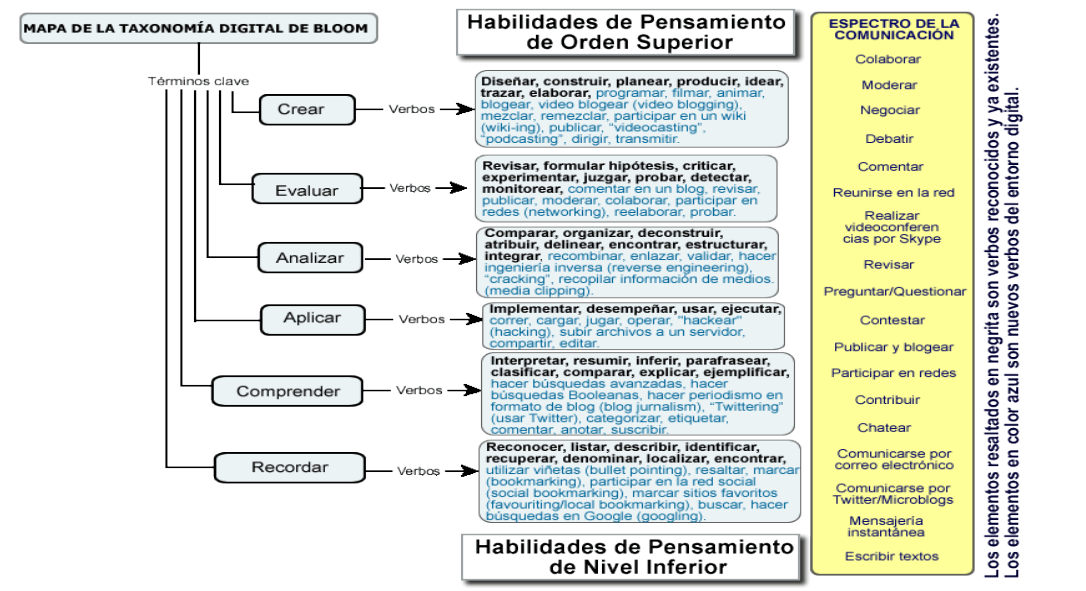 MAPA DE LA TAXONOMÍA DIGITAL DE BLOOM
Habilidades de Pensamiento
de Orden Superior
Términos clave
Crear
Verbos
Diseñar, construir, planear, producir, idear,
trazar, elaborar, programar, filmar, animar,
blogear, video blogear (video blogging),
mezclar, remezclar, participar en un wiki
(wiki-ing), publicar, “videocasting”,
“podcasting”, dirigir, transmitir.
Evaluar
Verbos
Revisar, formular hipótesis, criticar,
experimentar, juzgar, probar, detectar,
monitorear, comentar en un blog, revisar,
publicar, moderar, colaborar, participar en
redes (networking), reelaborar, probar.
Analizar
Verbos
Comparar, organizar, deconstruir,
atribuir, delinear, encontrar, estructurar,
integrar, recombinar, enlazar, validar, hacer
ingeniería inversa (reverse engineering),
“cracking”, recopilar información de medios.
(media clipping).
Aplicar
Verbos
Implementar, desempeñar, usar, ejecutar,
correr, cargar, jugar, operar, "hackear"
(hacking), subir archivos a un servidor,
compartir, editar.
Comprender
Verbos
Interpretar, resumir, inferir, parafrasear,
clasificar, comparar, explicar, ejemplificar,
hacer búsquedas avanzadas, hacer
búsquedas Booleanas, hacer periodismo en
formato de blog (blog jurnalism), “Twittering”
(usar Twitter), categorizar, etiquetar,
comentar, anotar, suscribir.
Recordar
Verbos
Reconocer, listar, describir, identificar,
recuperar, denominar, localizar, encontrar,
utilizar viñetas (bullet pointing), resaltar, marcar
(bookmarking), participar en la red social
(social bookmarking), marcar sitios favoritos
(favouriting/local bookmarking), buscar, hacer
búsquedas en Google (googling).
Habilidades de Pensamiento
de Nivel Inferior
ESPECTRO DE LA
COMUNICACIÓN
Colaborar
Moderar
Negociar
Debatir
Comentar
Reunirse en la red
Realizar
videoconferen
cias por Skype
Revisar
Preguntar/Questionar
Contestar
Publicar y blogear
Participar en redes
Contribuir
Chatear
Comunicarse por
correo electrónico
Comunicarse por
Twitter/Microblogs
Mensajería
instantánea
Escribir textos
Los elementos resaltados en negrita son verbos reconocidos y ya existentes.
Los elementos en color azul son nuevos verbos del entorno digital.